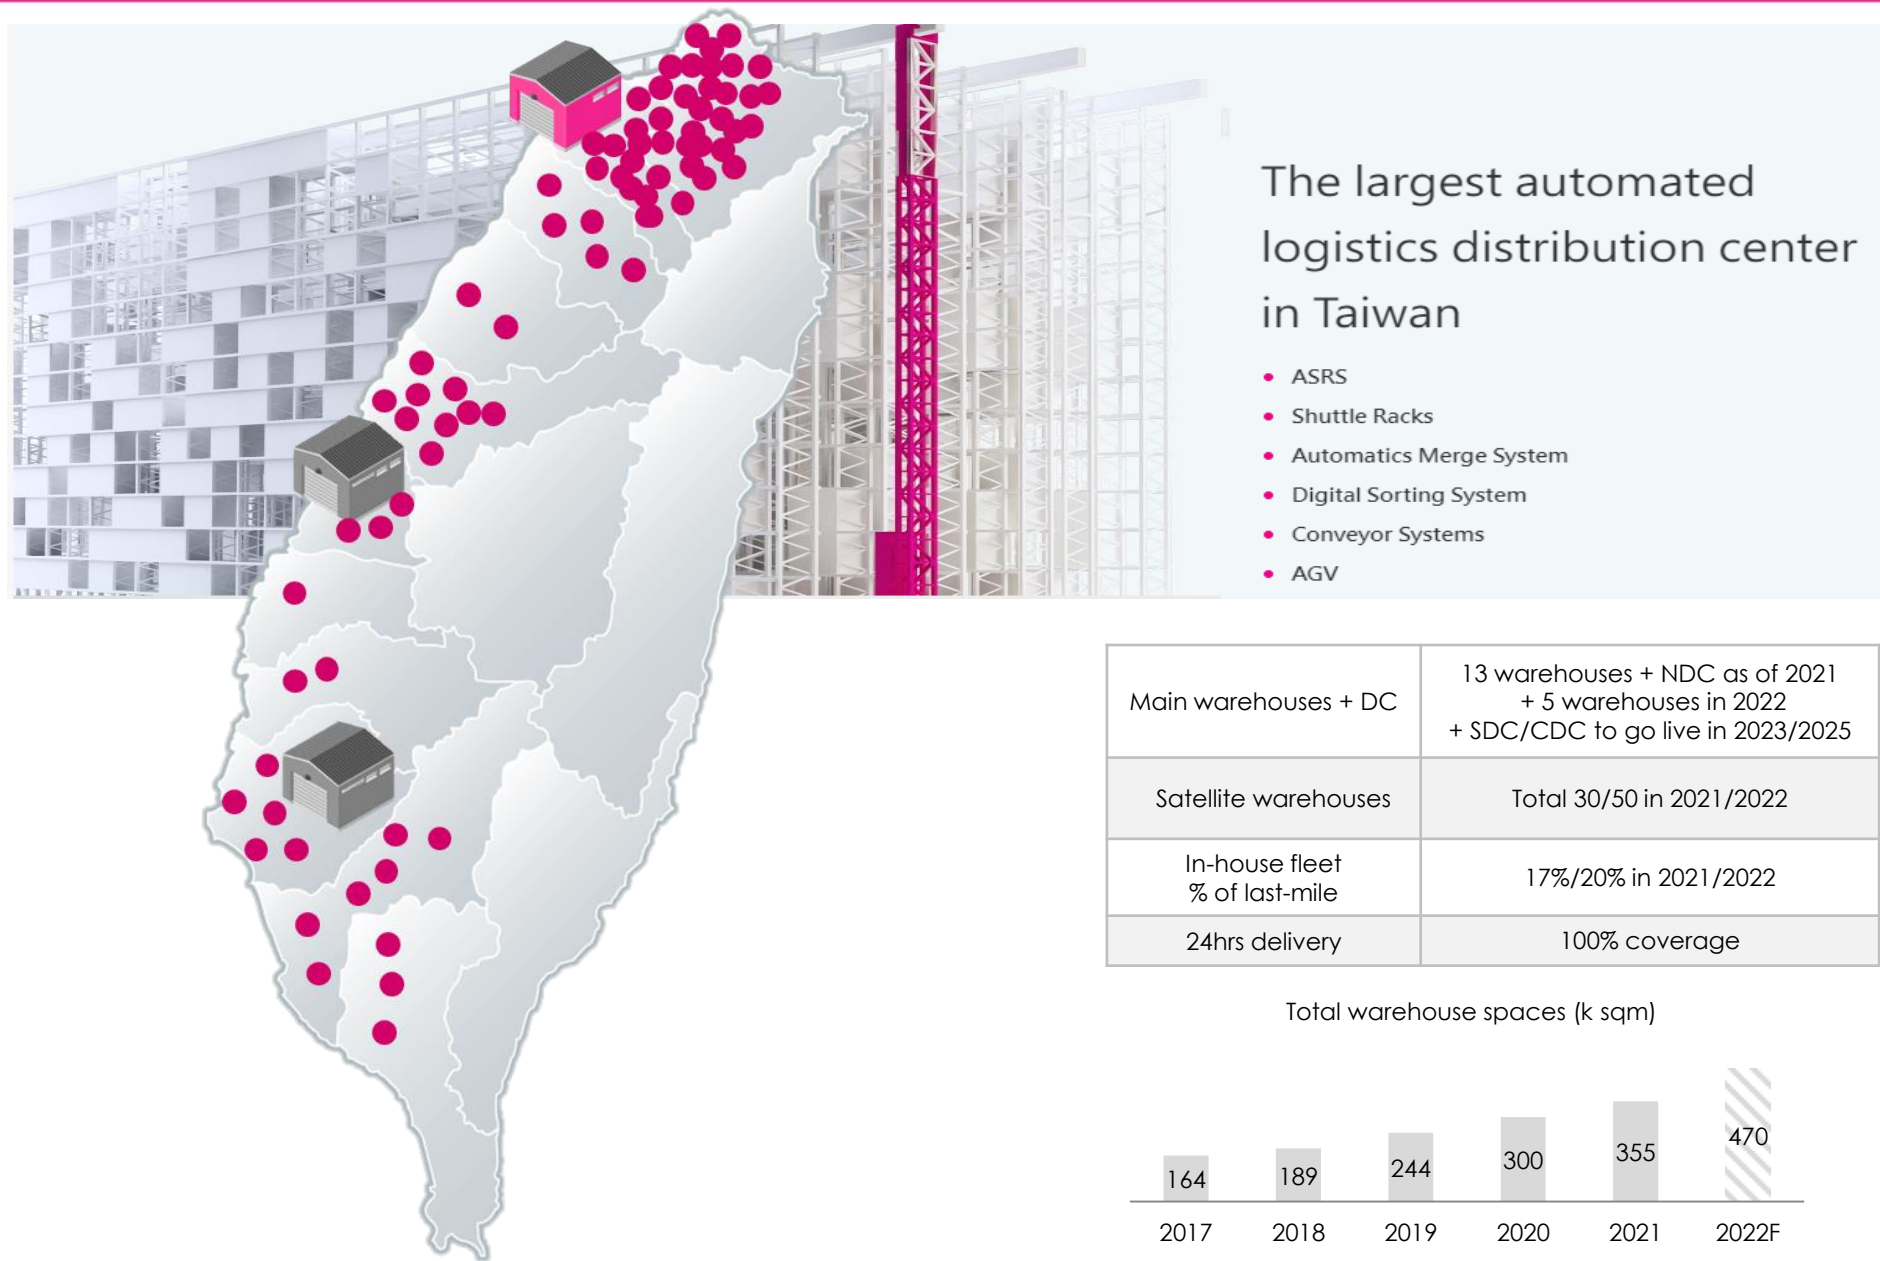 The largest automated
logistics distribution center
in Taiwan
• ASRS
• Shuttle Racks
• Automatics Merge System
• Digital Sorting System
• Conveyor Systems
• AGV
Main warehouses + DC
13 warehouses + NDC as of 2021
+ 5 warehouses in 2022
+ SDC/CDC to go live in 2023/2025
Satellite warehouses
Total 30/50 in 2021/2022
In-house fleet
% of last-mile
17%/20% in 2021/2022
24hrs delivery
100% coverage
Total warehouse spaces (k sqm)
164
189
244
300
355
470
2017
2018
2019
2020
2021
2022F